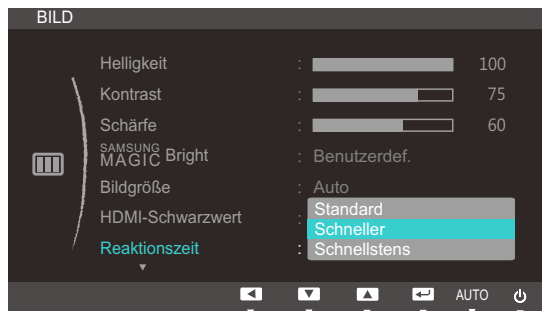 BILD
Helligkeit : 100
Kontrast : 75
Schärfe : 60
SAMSUNG MAGIC Bright : Benutzerdef.
Bildgröße : Auto
HDMI-Schwarzwert :
Standard
Schneller
Reaktionszeit : Schnellstens
AUTO